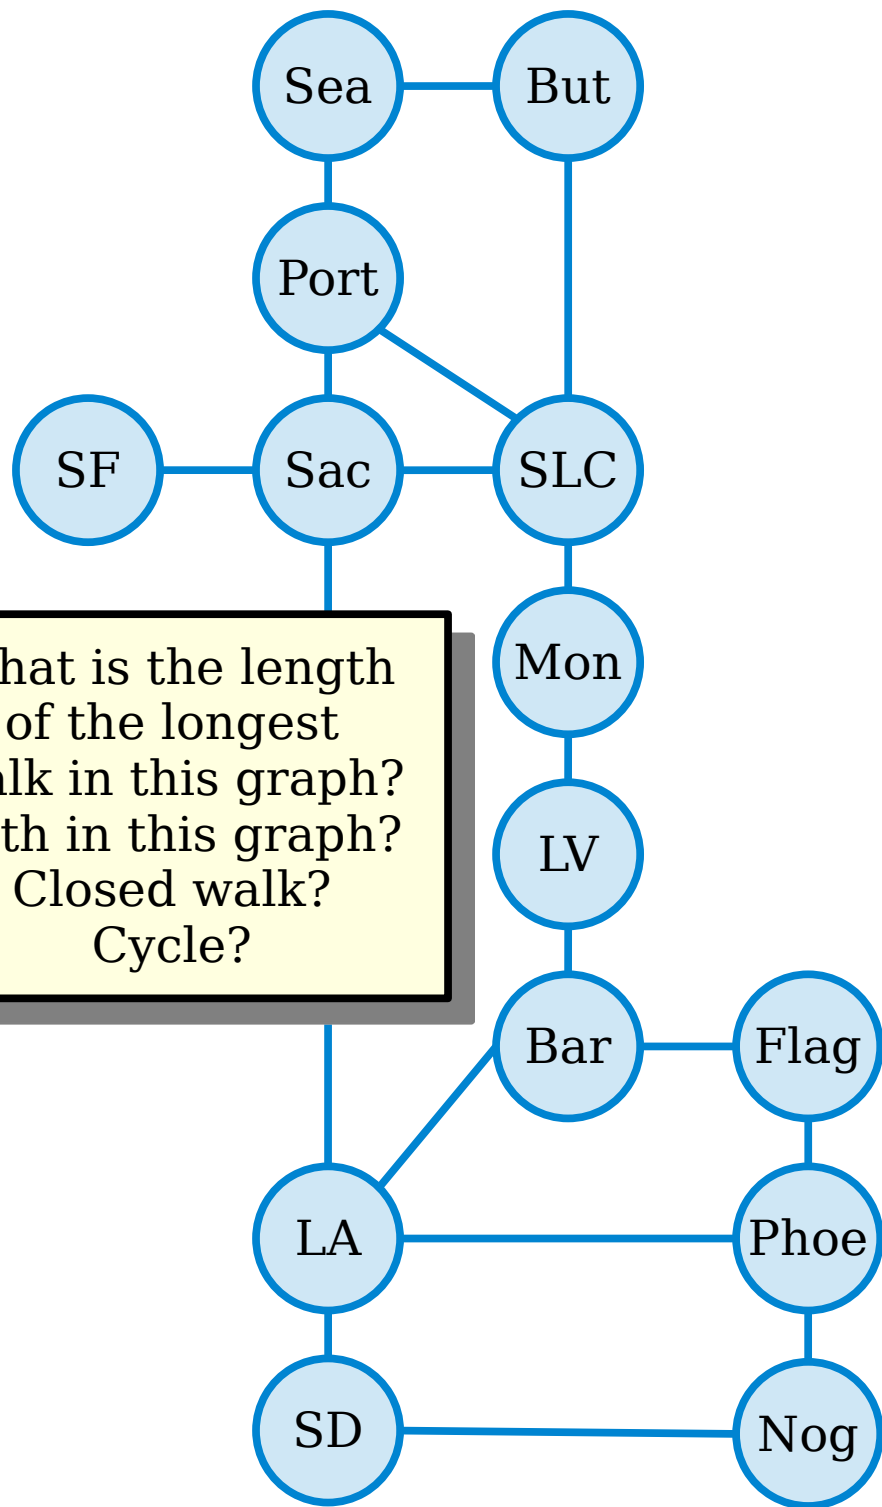 Sea But
Port
SF Sac SLC
Mon
hat is the length
of the longest
alk in this graph?
th in this graph?
Closed walk?
Cycle?
LV
Bar Flag
LA Phoe
SD Nog